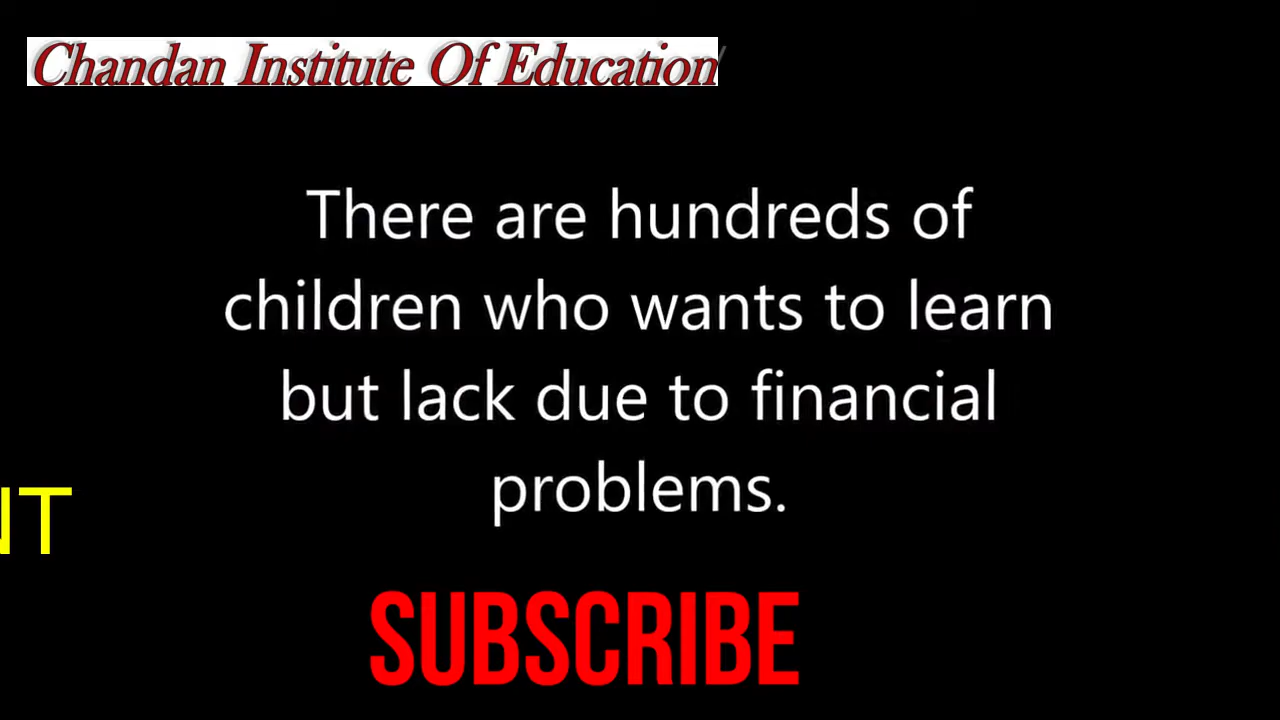 Chandan Institute Of Education
There are hundreds of
children who wants to learn
but lack due to financial
problems.
NT
SUBSCRIBE